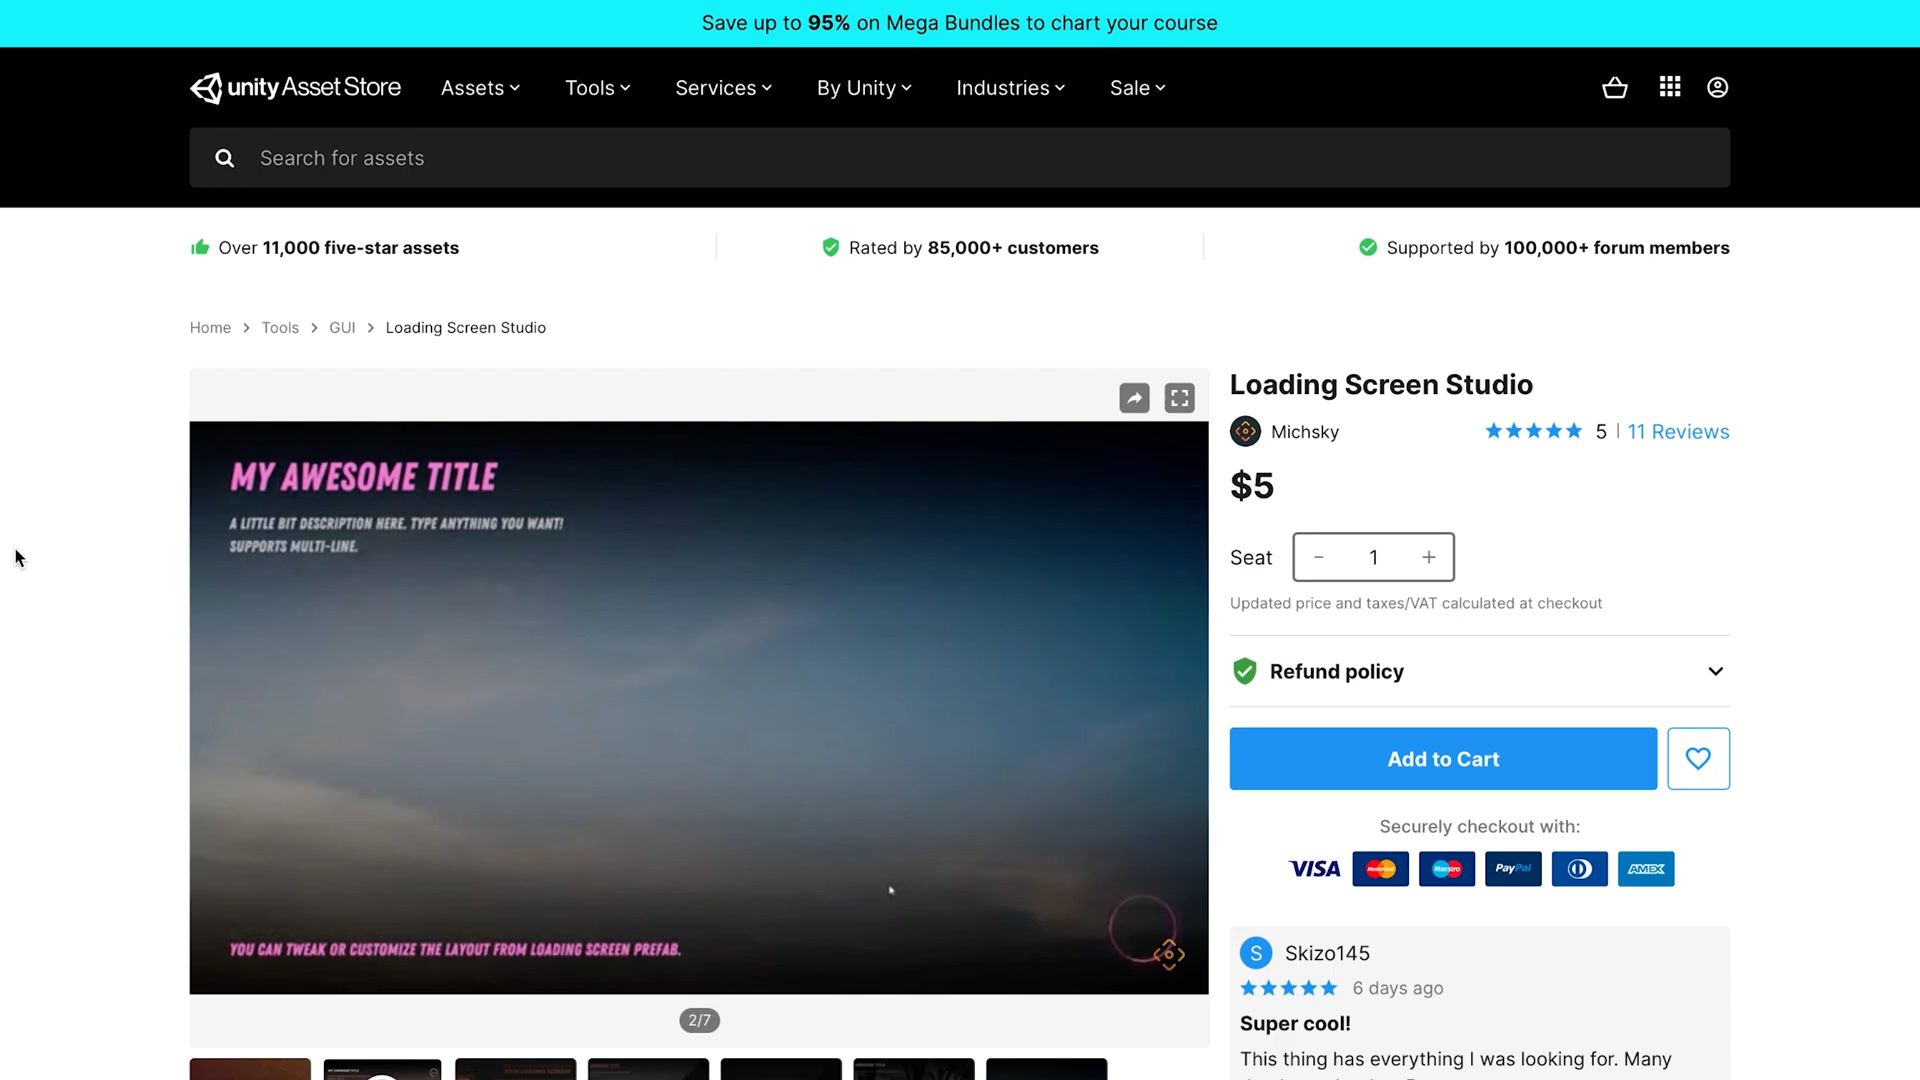 Save up to 95% on Mega Bundles to chart your course
unity Asset Store
Assets
Tools
Services
By Unity
Industries
Sale
Search for assets
Over 11,000 five-star assets
Rated by 85,000+ customers
Supported by 100,000+ forum members
Home > Tools > GUI > Loading Screen Studio
MY AWESOME TITLE
A LITTLE BIT DESCRIPTION HERE. TYPE ANYTHING YOU WANT!
SUPPORTS MULTI-LINE.
YOU CAN TWEAK OR CUSTOMIZE THE LAYOUT FROM LOADING SCREEN PREFAB.
2/7
Loading Screen Studio
Michsky
5 | 11 Reviews
$5
Seat - 1 +
Updated price and taxes/VAT calculated at checkout
Refund policy
Add to Cart
Securely checkout with:
VISA
MasterCard
Maestro
PayPal
AMEX
S
Skizo145
6 days ago
Super cool!
This thing has everything I was looking for. Many